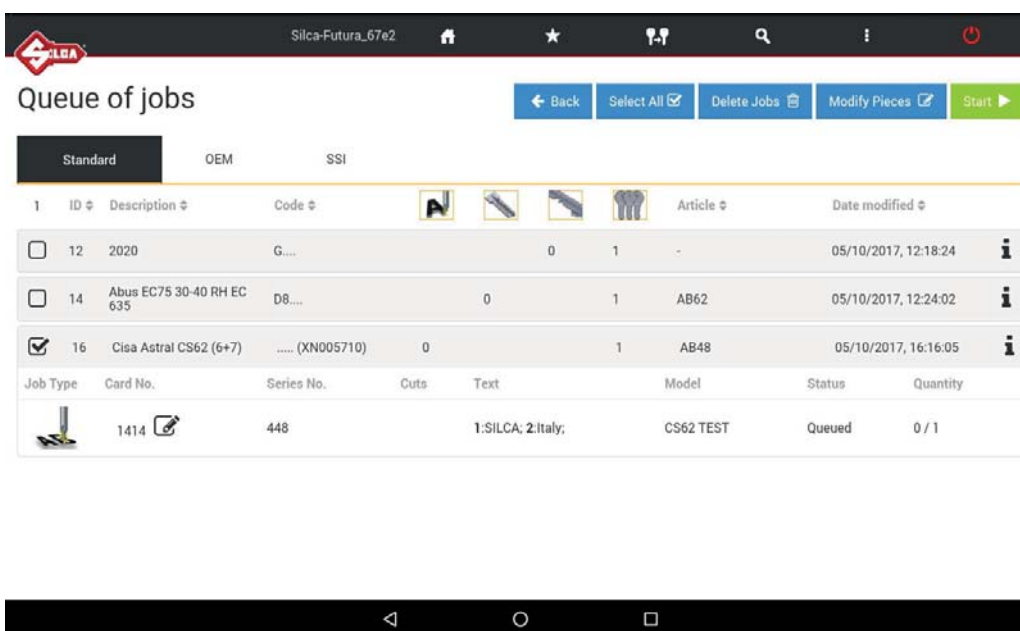 SILCA
Silca-Futura_67e2
Queue of jobs
Back Select All Delete Jobs Modify Pieces Start
Standard OEM SSI
1 ID Description Code Article Date modified
12 2020 G.... 0 1 - 05/10/2017, 12:18:24
14 Abus EC75 30-40 RH EC
635 D8.... 0 1 AB62 05/10/2017, 12:24:02
16 Cisa Astral CS62 (6+7) ..... (XN005710) 0 1 AB48 05/10/2017, 16:16:05
Job Type Card No. Series No. Cuts Text Model Status Quantity
1414 448 1:SILCA; 2:Italy; CS62 TEST Queued 0 / 1